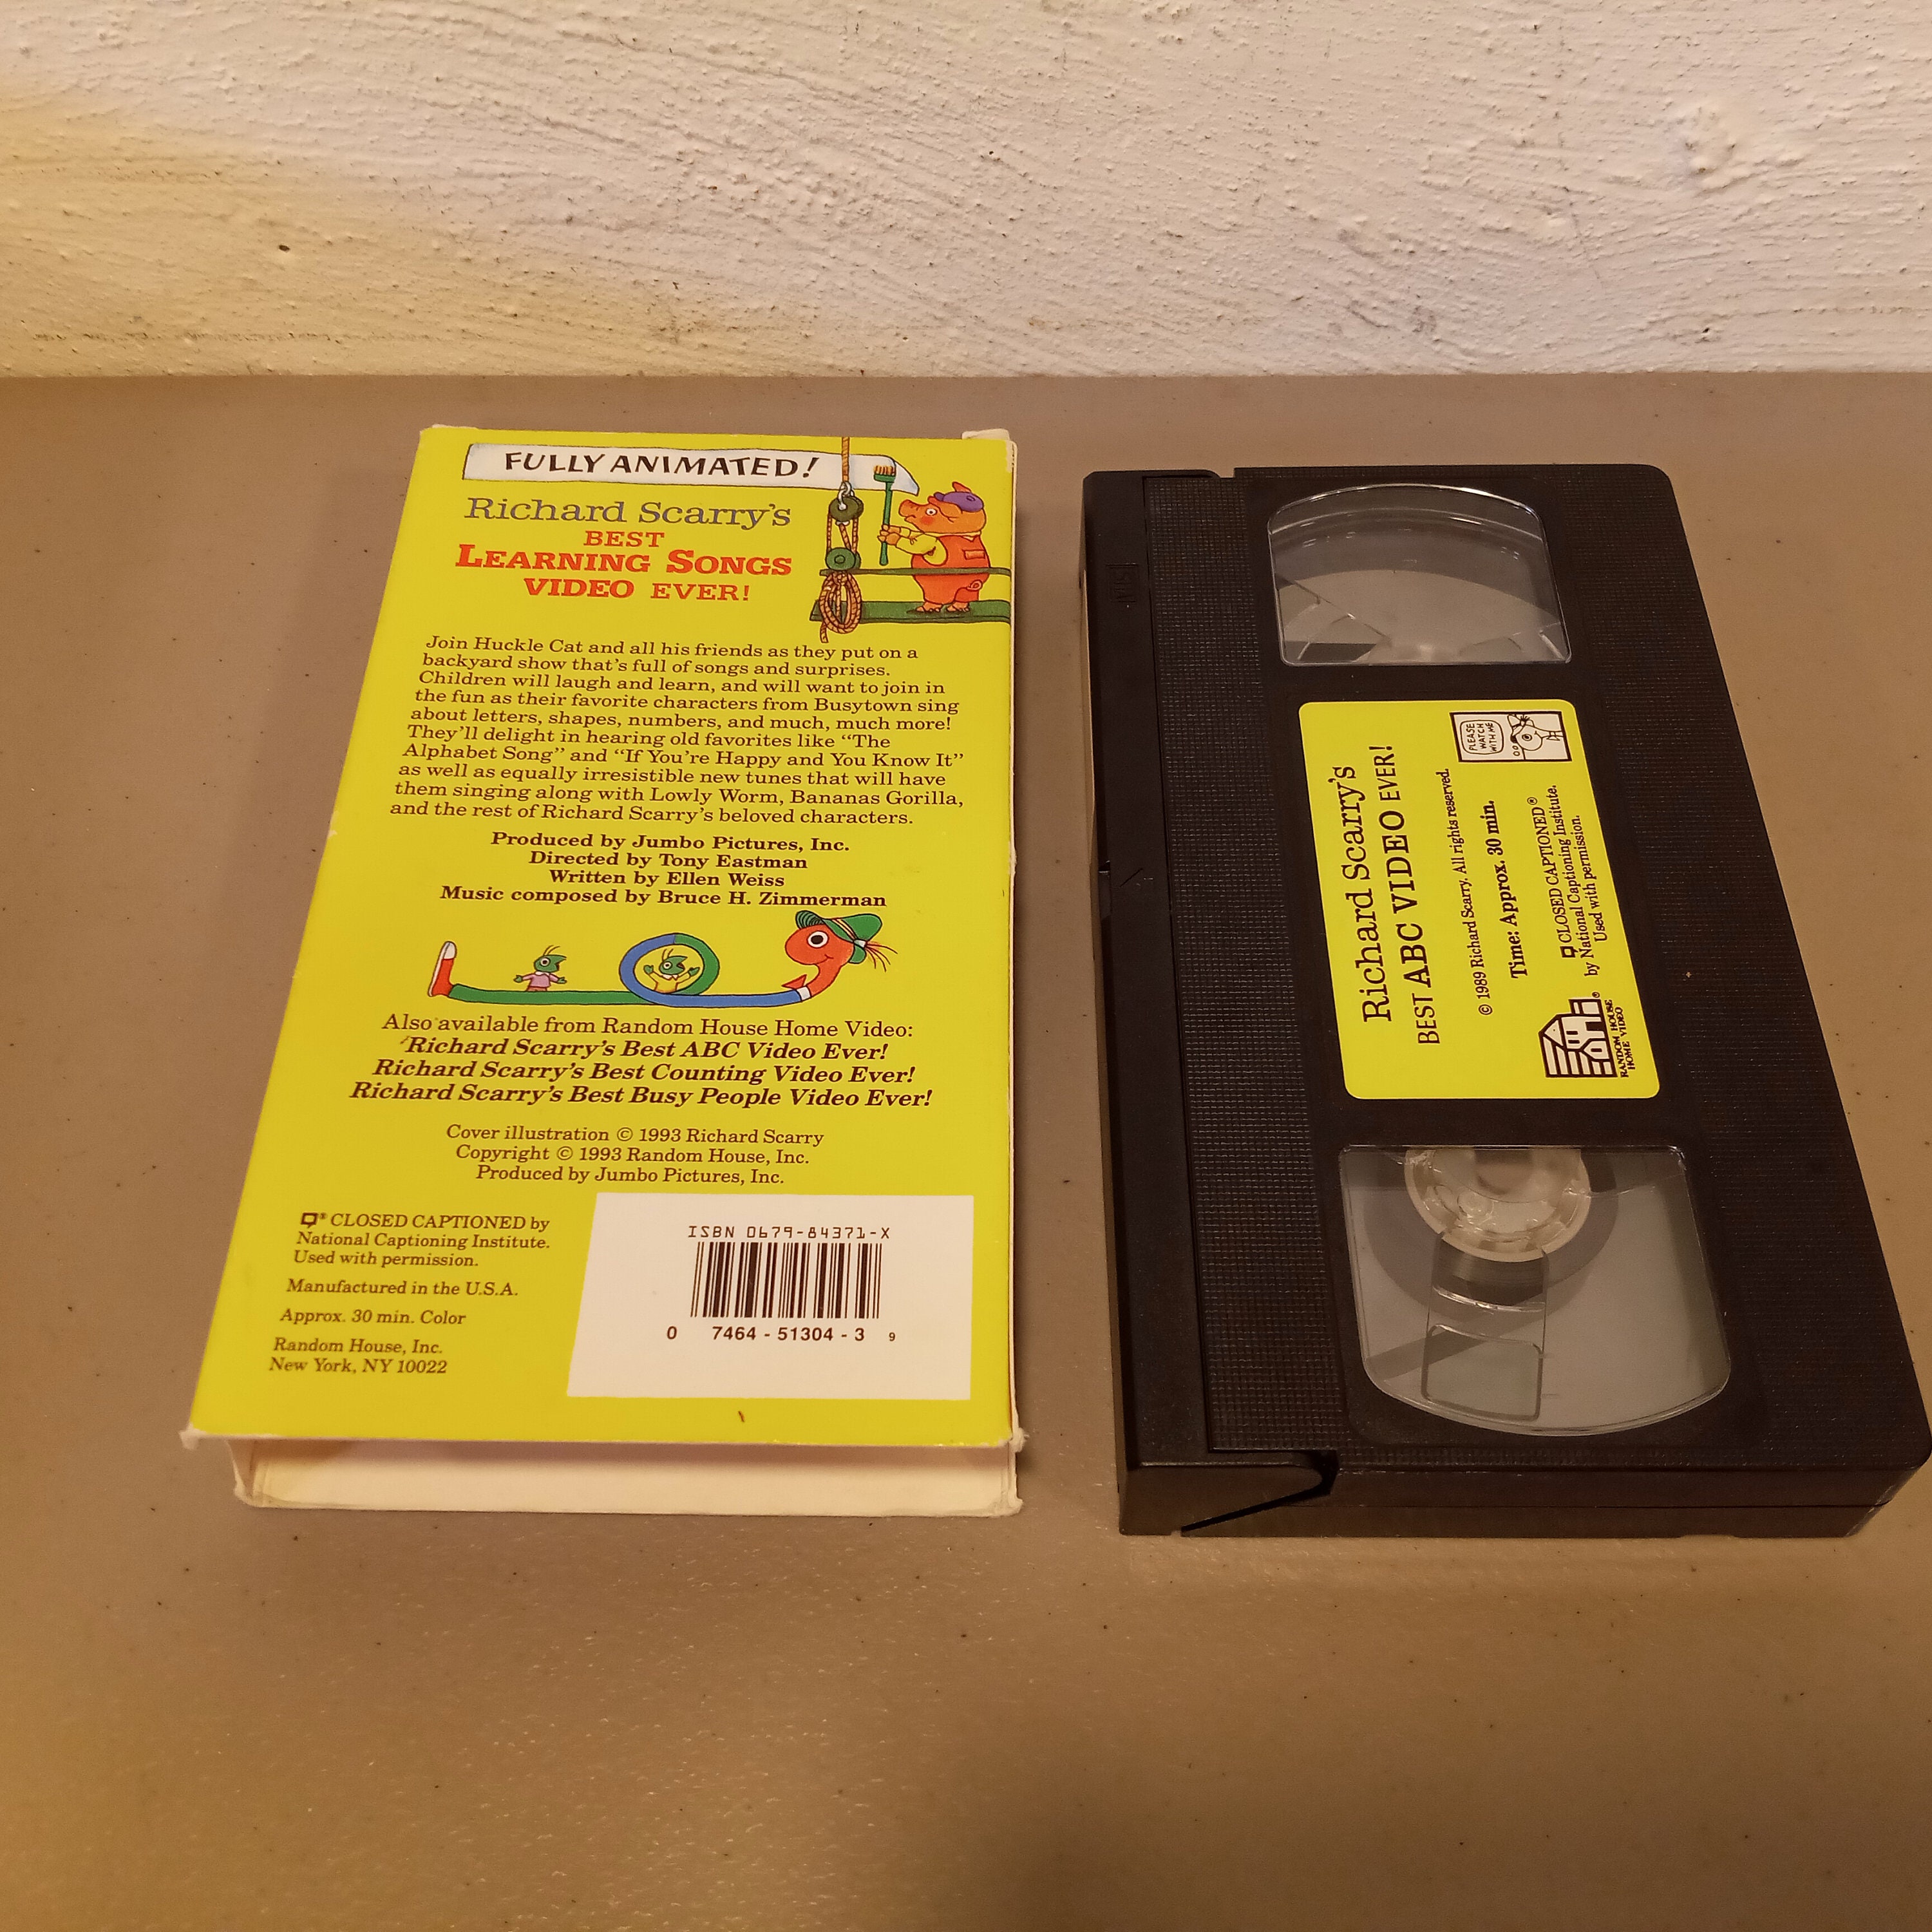 FULLY ANIMATED!
Richard Scarry's
BEST
LEARNING SONGS
VIDEO EVER!
Join Huckle Cat and all his friends as they put on a
backyard show that's full of songs and surprises.
Children will laugh and learn, and will want to join in
the fun as their favorite characters from Busytown sing
about letters, shapes, numbers, and much, much more!
They'll delight in hearing old favorites like “The
Alphabet Song” and “If You're Happy and You Know It”
as well as equally irresistible new tunes that will have
them singing along with Lowly Worm, Bananas Gorilla,
and the rest of Richard Scarry's beloved characters.
Produced by Jumbo Pictures, Inc.
Directed by Tony Eastman
Written by Ellen Weiss
Music composed by Bruce H. Zimmerman
Also available from Random House Home Video:
Richard Scarry's Best ABC Video Ever!
Richard Scarry's Best Counting Video Ever!
Richard Scarry's Best Busy People Video Ever!
Cover illustration © 1993 Richard Scarry
Copyright © 1993 Random House, Inc.
Produced by Jumbo Pictures, Inc.
® CLOSED CAPTIONED by
National Captioning Institute.
Used with permission.
Manufactured in the U.S.A.
Approx. 30 min. Color
Random House, Inc.
New York, NY 10022
ISBN 0679-84371-X
0 7464-51304-3 9
Richard Scarry's
BEST ABC VIDEO EVER!
© 1989 Richard Scarry. All rights reserved.
Time: Approx. 30 min.
CLOSED CAPTIONED®
by National Captioning Institute.
Used with permission.
PLEASE
WATCH
WITH ME
RANDOM HOUSE
HOME VIDEO®